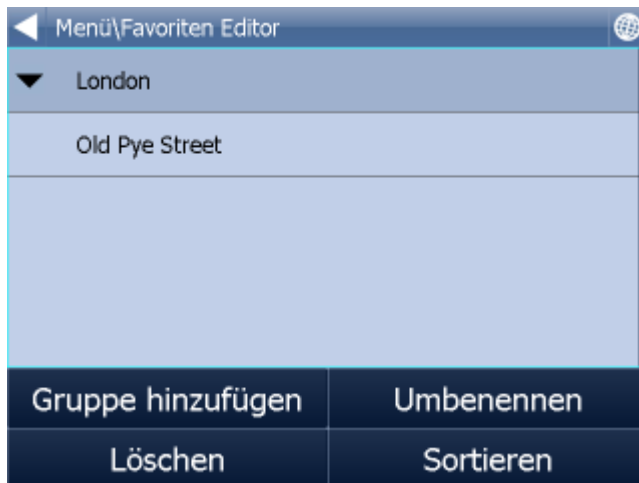 Menü\Favoriten Editor
London
Old Pye Street
Gruppe hinzufügen
Umbenennen
Löschen
Sortieren